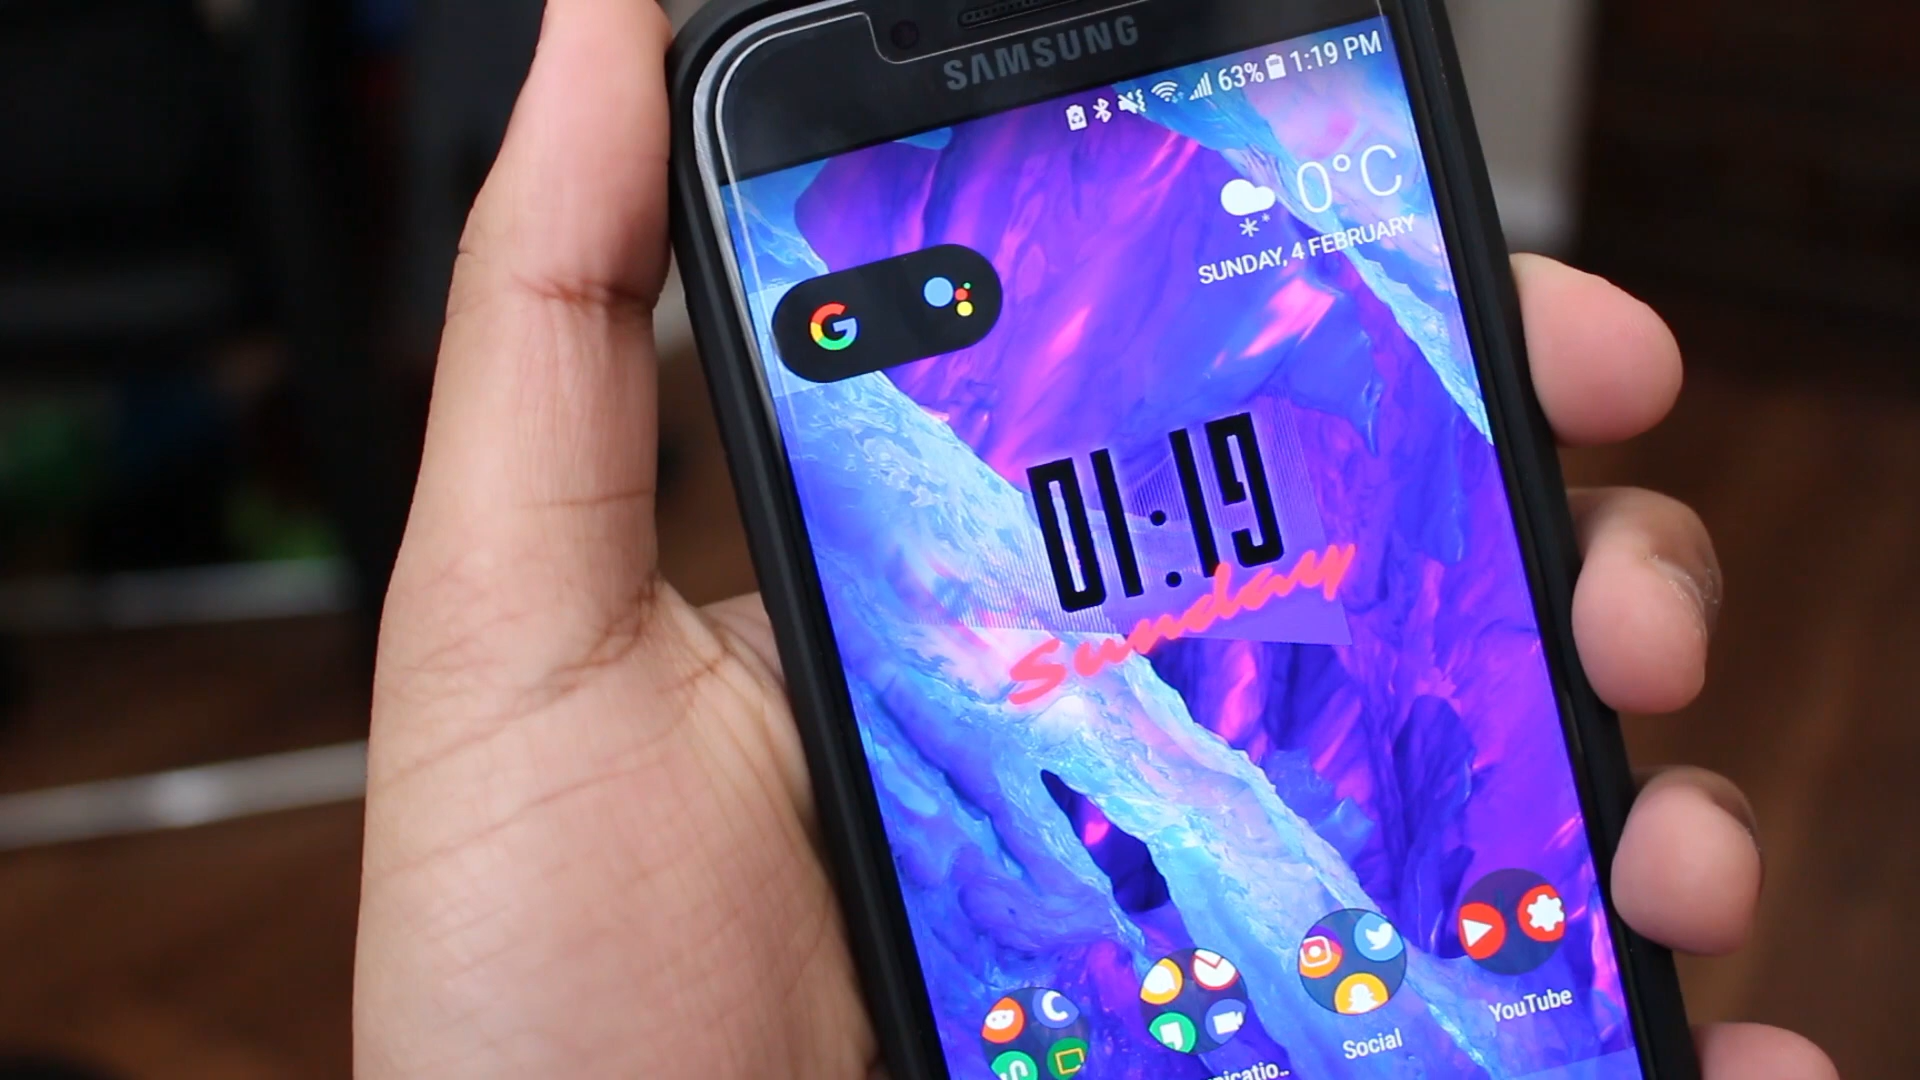 SAMSUNG
63% 1:19 PM
0°C
SUNDAY, 4 FEBRUARY
G
01:19
Sunday
YouTube
Social